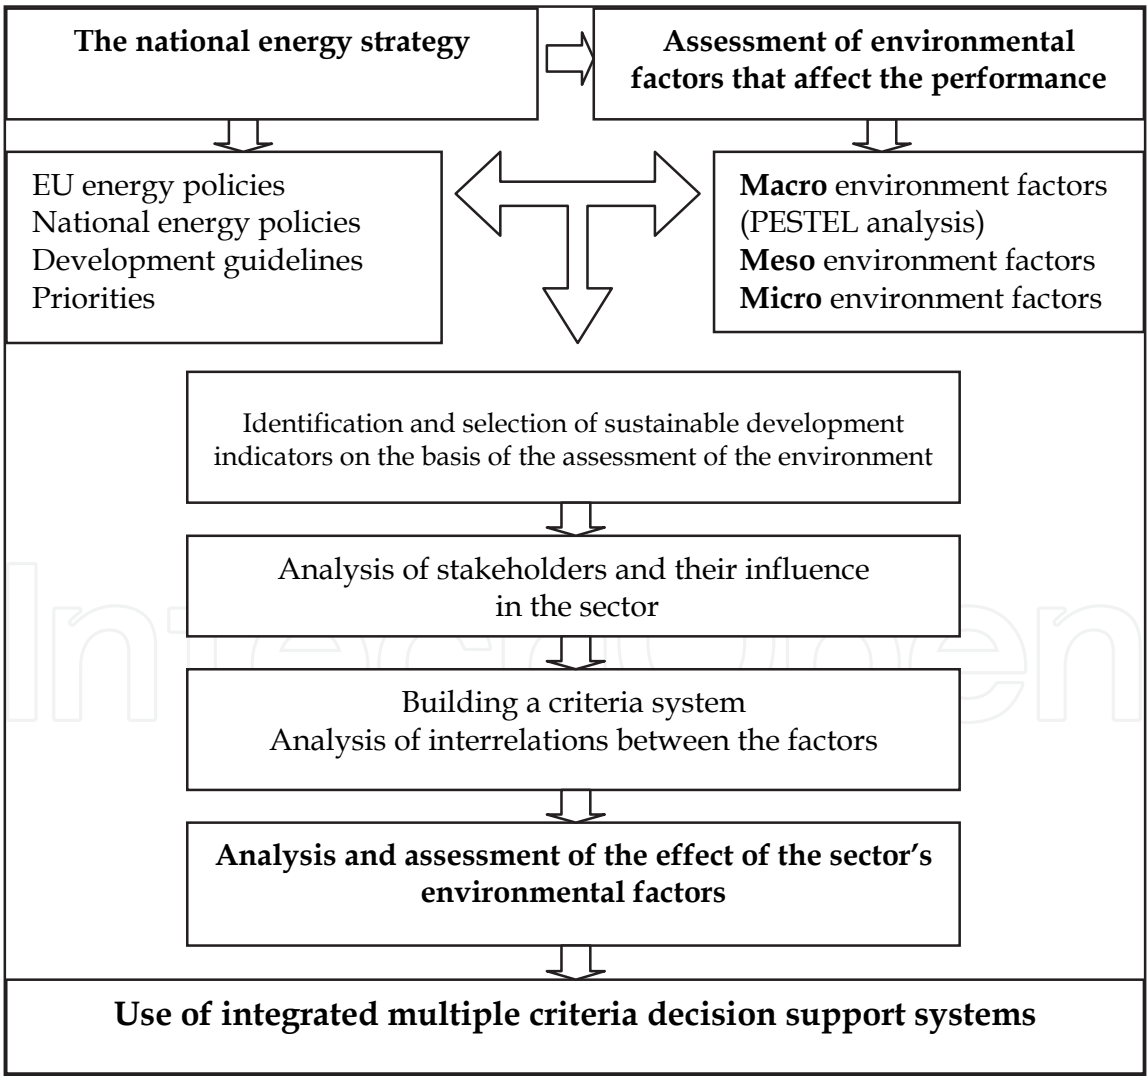 The national energy strategy
Assessment of environmental
factors that affect the performance
EU energy policies
National energy policies
Development guidelines
Priorities
Macro environment factors
(PESTEL analysis)
Meso environment factors
Micro environment factors
Identification and selection of sustainable development
indicators on the basis of the assessment of the environment
Analysis of stakeholders and their influence
in the sector
Building a criteria system
Analysis of interrelations between the factors
Analysis and assessment of the effect of the sector’s
environmental factors
Use of integrated multiple criteria decision support systems
IntechOpen